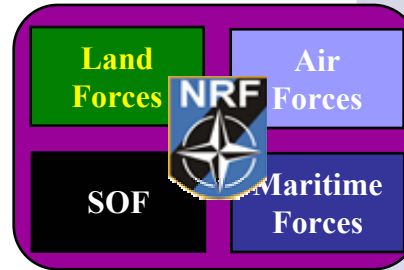 Land
Forces
Air
Forces
NRF
SOF
Maritime
Forces